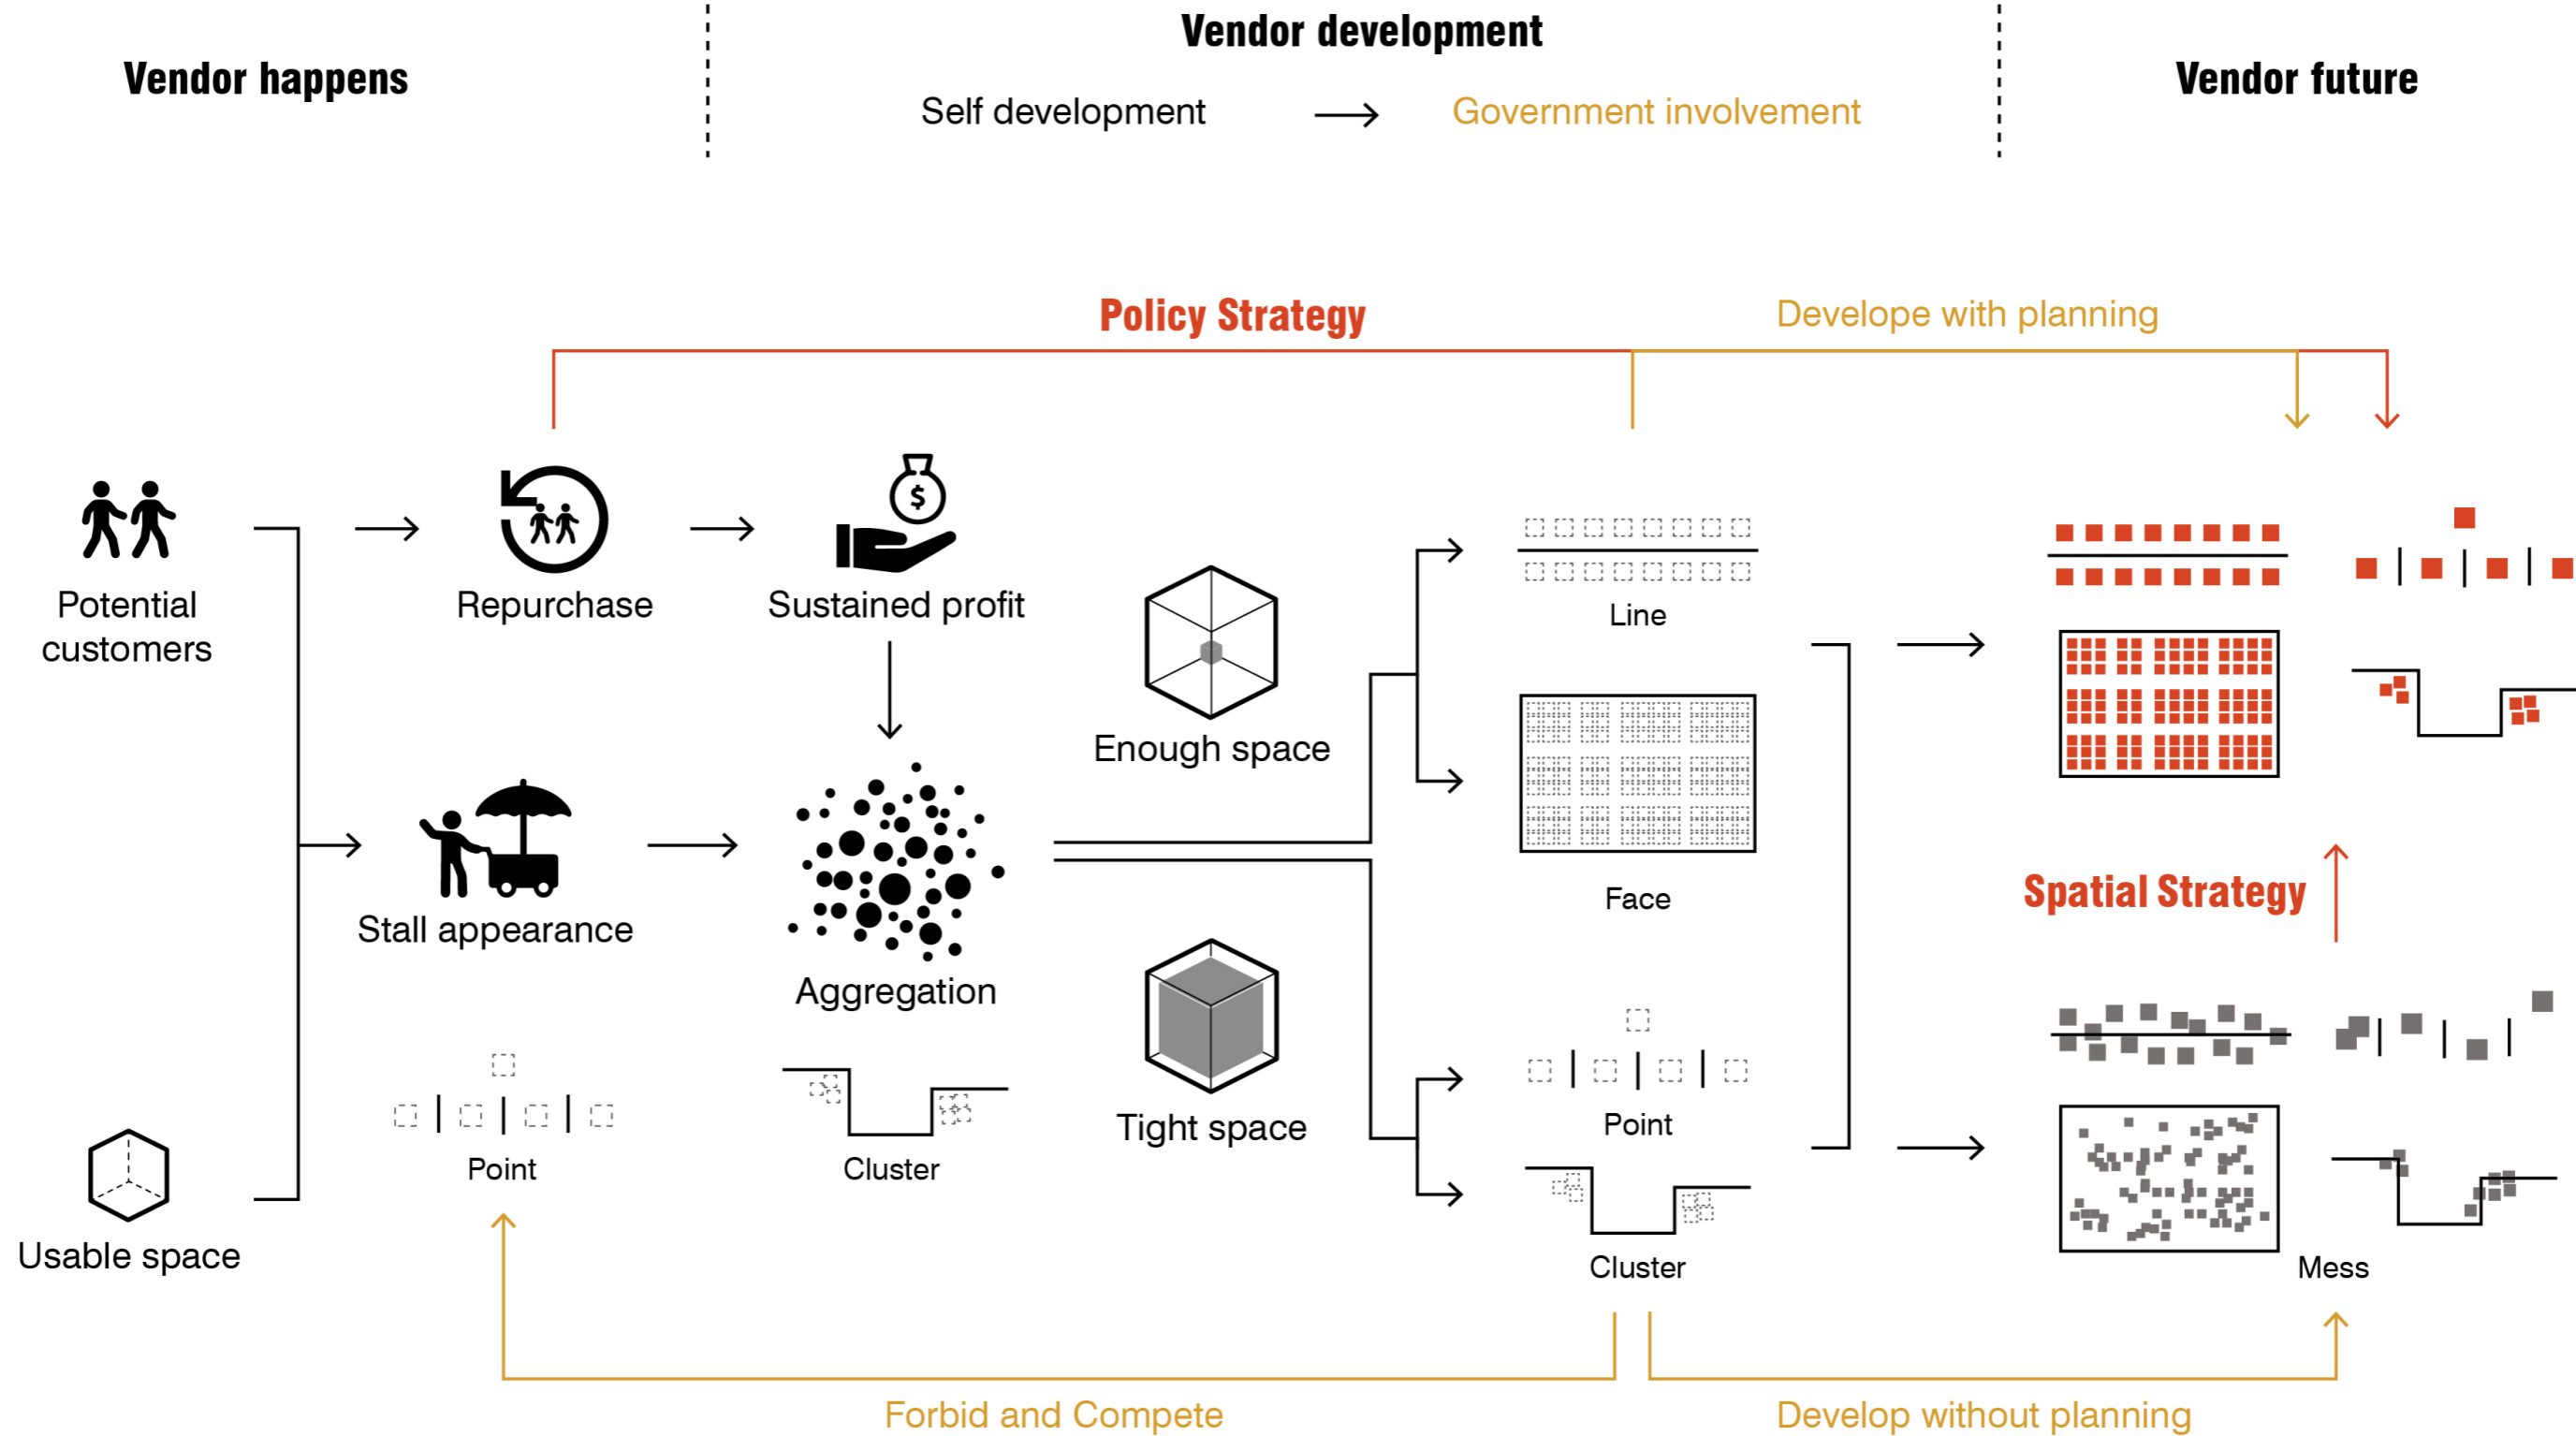 Vendor happens
Vendor development
Self development
Government involvement
Vendor future
Policy Strategy
Develope with planning
Potential
customers
Repurchase
$
Sustained profit
Line
Enough space
Face
Stall appearance
Spatial Strategy
Aggregation
Usable space
Point
Cluster
Tight space
Point
Cluster
Mess
Forbid and Compete
Develop without planning